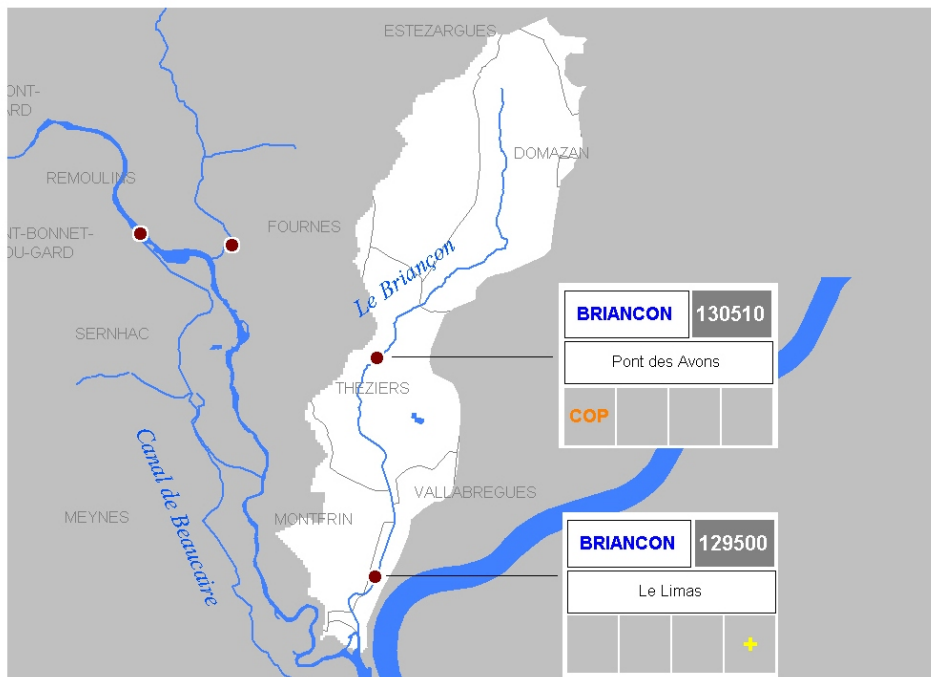 ESTEZARGUES
ONT-
ARD
DOMAZAN
REMOULINS
FOURNES
NT-BONNET-
OU-GARD
Le Briançon
BRIANCON 130510
SERNHAC
Pont des Avons
THEZIERS
COP
Canal de Beaucaire
VALLABREGUES
MEYNES
MONTFRIN
BRIANCON 129500
Le Limas
+